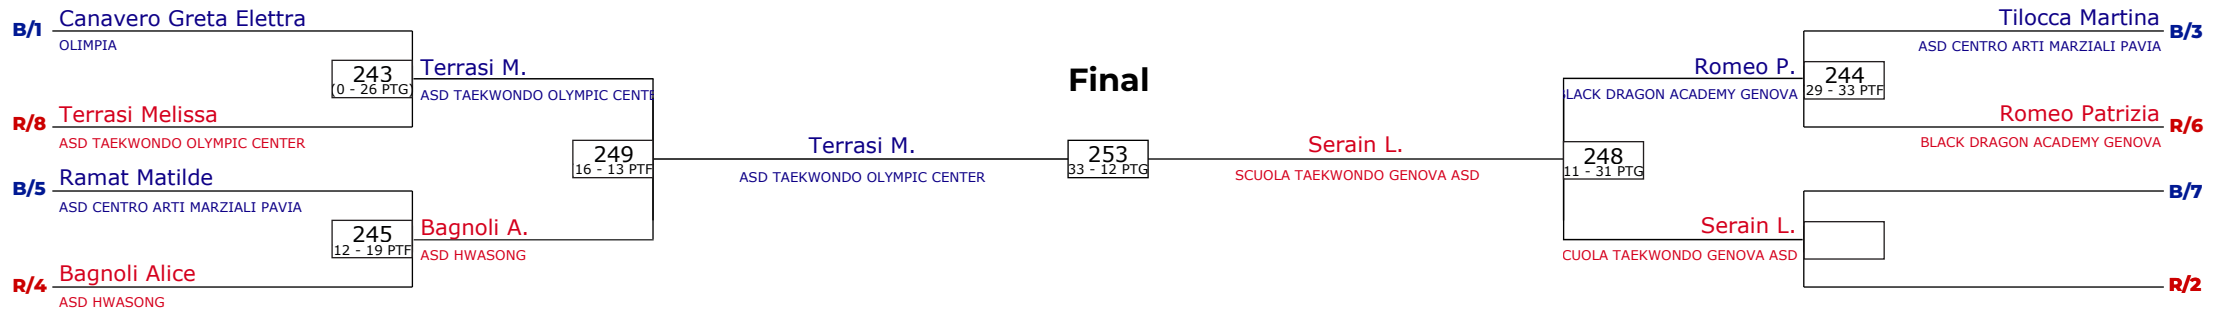 B/1
Canavero Greta Elettra
OLIMPIA
243
(0 - 26 PTG)
Terrasi M.
ASD TAEKWONDO OLYMPIC CENTE
R/8
Terrasi Melissa
ASD TAEKWONDO OLYMPIC CENTER
249
16 - 13 PTF
B/5
Ramat Matilde
ASD CENTRO ARTI MARZIALI PAVIA
245
12 - 19 PTF
Bagnoli A.
ASD HWASONG
R/4
Bagnoli Alice
ASD HWASONG
Final
Terrasi M.
ASD TAEKWONDO OLYMPIC CENTER
253
33 - 12 PTG
Serain L.
SCUOLA TAEKWONDO GENOVA ASD
Tilocca Martina
B/3
ASD CENTRO ARTI MARZIALI PAVIA
Romeo P.
BLACK DRAGON ACADEMY GENOVA
244
29 - 33 PTF
Romeo Patrizia
R/6
BLACK DRAGON ACADEMY GENOVA
248
11 - 31 PTG
B/7
Serain L.
CUOLA TAEKWONDO GENOVA ASD
R/2